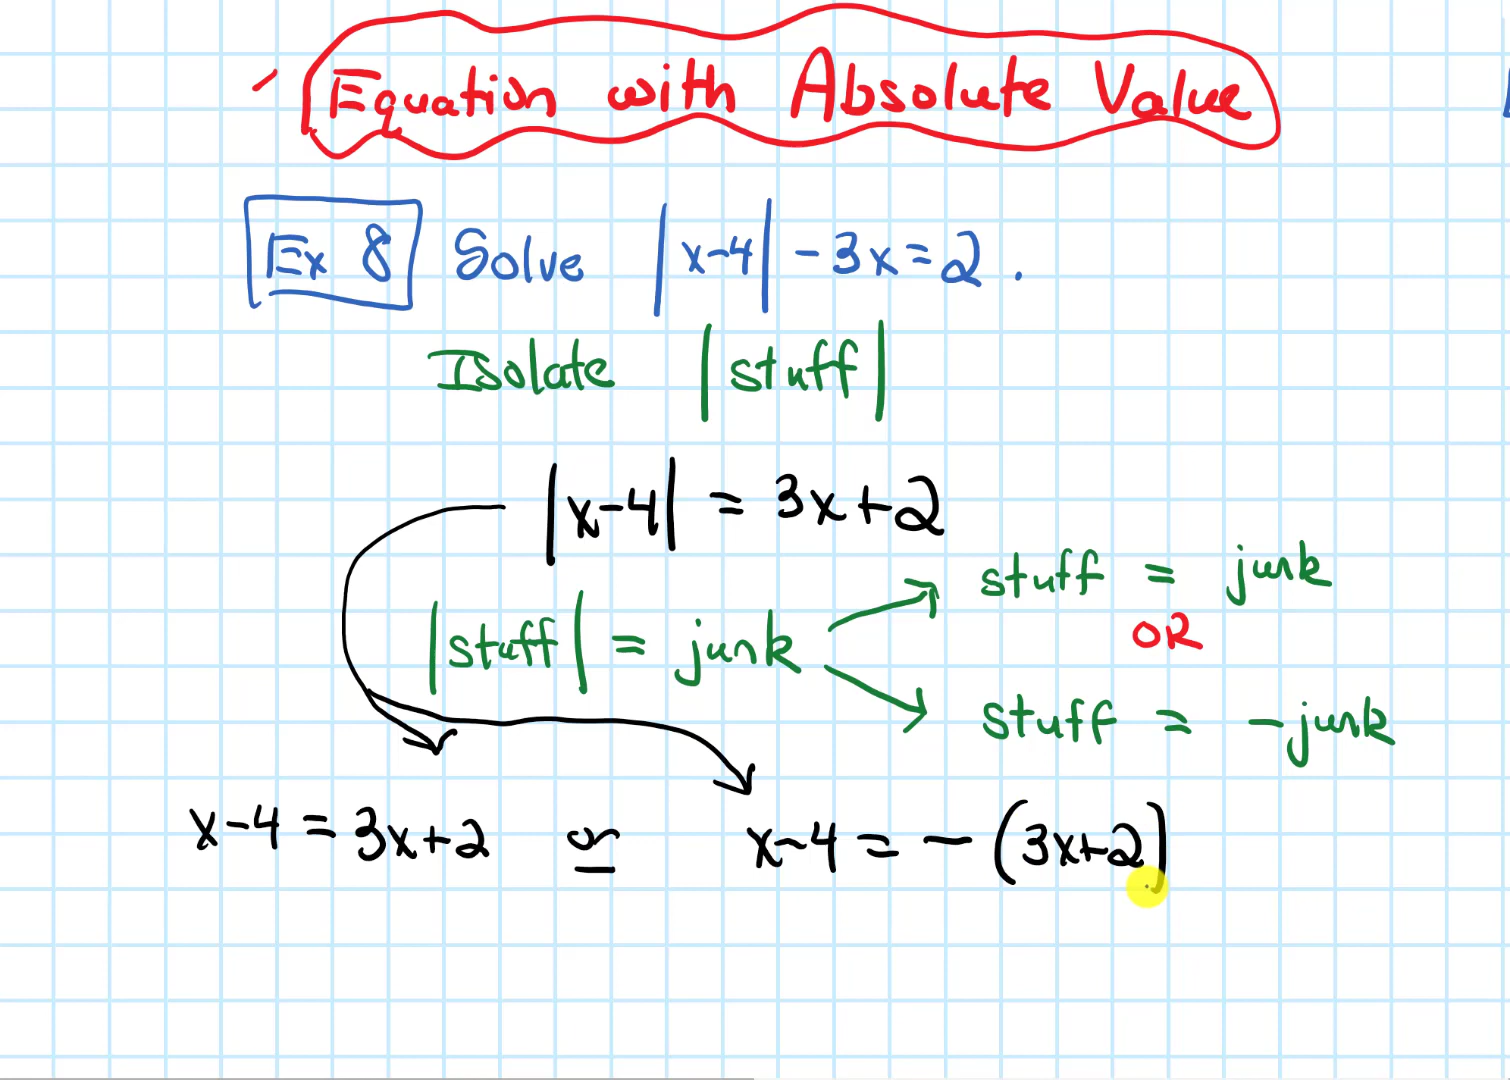 Equation with Absolute Value
Ex 8 Solve |x-4| - 3x = 2 .
Isolate |stuff|
|x-4| = 3x+2
stuff = junk
OR
|stuff| = junk
stuff = -junk
x-4 = 3x+2 or x-4 = -(3x+2)